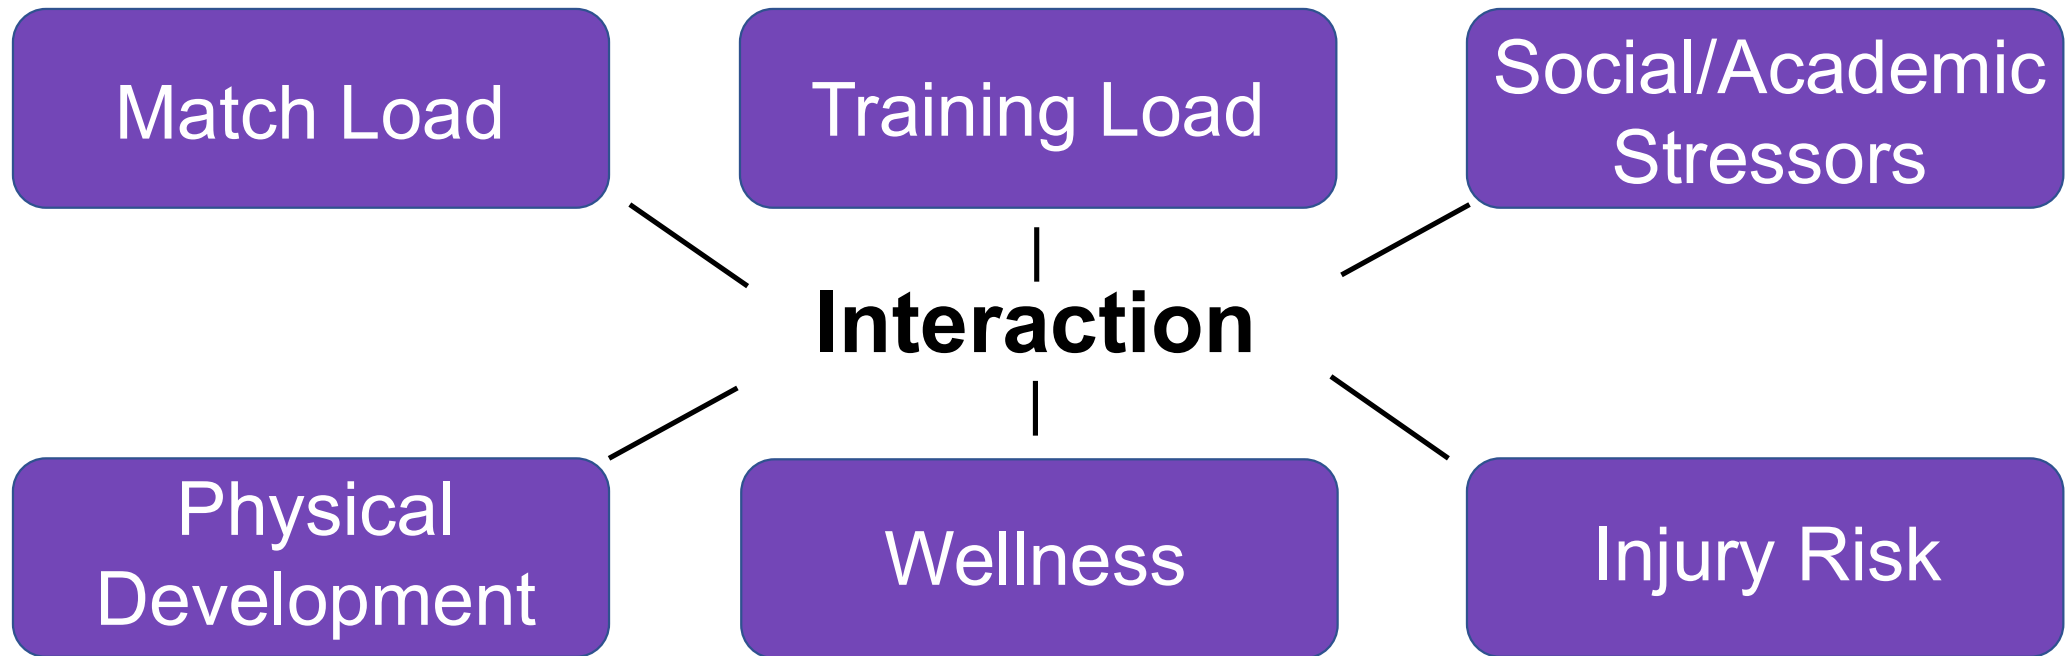 Match Load
Training Load
Social/Academic
Stressors
Interaction
Physical
Development
Wellness
Injury Risk